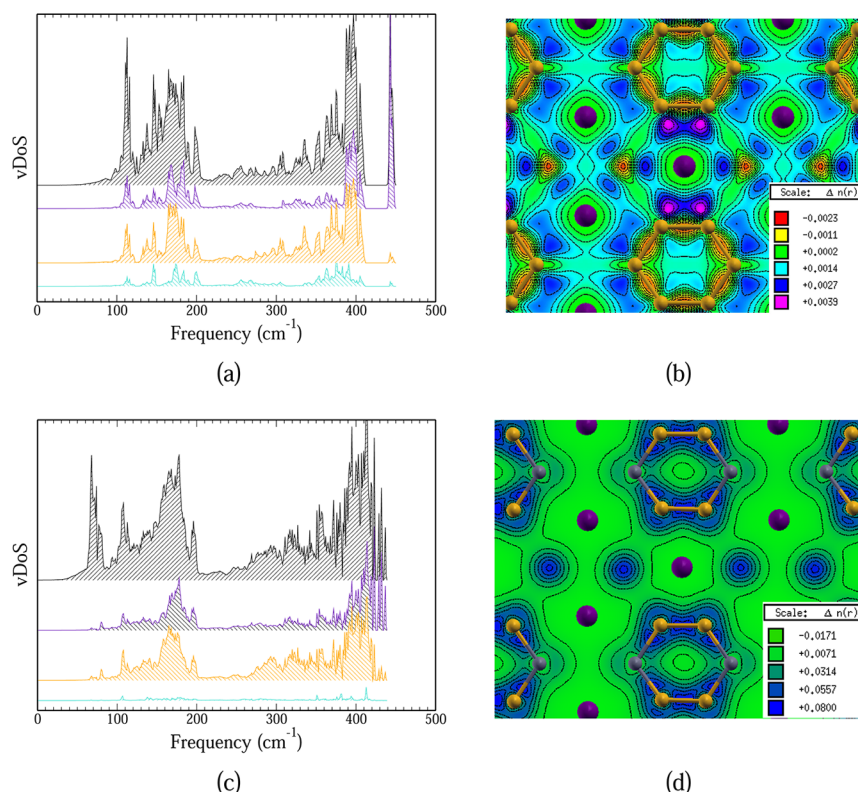 vDoS
0 100 200 300 400 500
Frequency (cm-1)
(a)
Scale: Δ n(r)
-0.0023
-0.0011
+0.0002
+0.0014
+0.0027
+0.0039
(b)
vDoS
0 100 200 300 400 500
Frequency (cm-1)
(c)
Scale: Δ n(r)
-0.0171
+0.0071
+0.0314
+0.0557
+0.0800
(d)